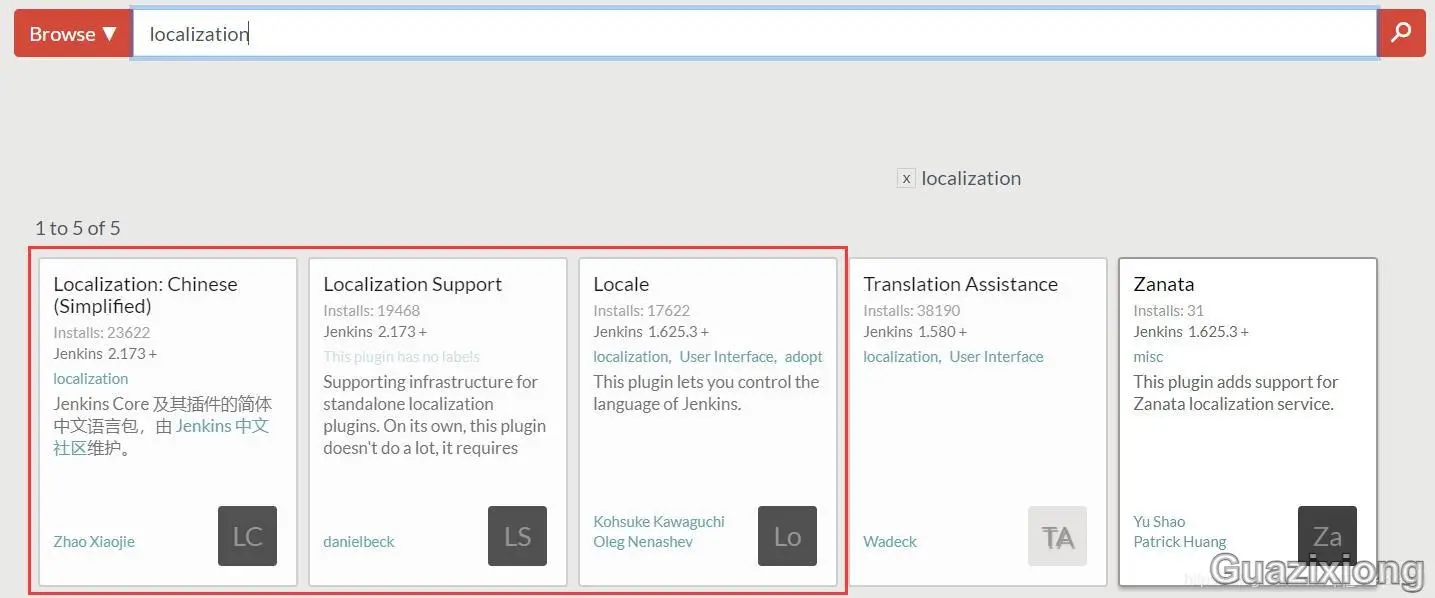 Browse ▼ localization
x localization
1 to 5 of 5
Localization: Chinese
(Simplified)
Installs: 23622
Jenkins 2.173 +
localization
Jenkins Core 及其插件的简体
中文语言包，由 Jenkins 中文
社区维护。
Zhao Xiaojie
LC
Localization Support
Installs: 19468
Jenkins 2.173 +
This plugin has no labels
Supporting infrastructure for
standalone localization
plugins. On its own, this plugin
doesn't do a lot, it requires
danielbeck
LS
Locale
Installs: 17622
Jenkins 1.625.3 +
localization, User Interface, adopt
This plugin lets you control the
language of Jenkins.
Kohsuke Kawaguchi
Oleg Nenashev
Lo
Translation Assistance
Installs: 38190
Jenkins 1.580 +
localization, User Interface
Wadeck
TA
Zanata
Installs: 31
Jenkins 1.625.3 +
misc
This plugin adds support for
Zanata localization service.
Yu Shao
Patrick Huang
Za
Guazixiong